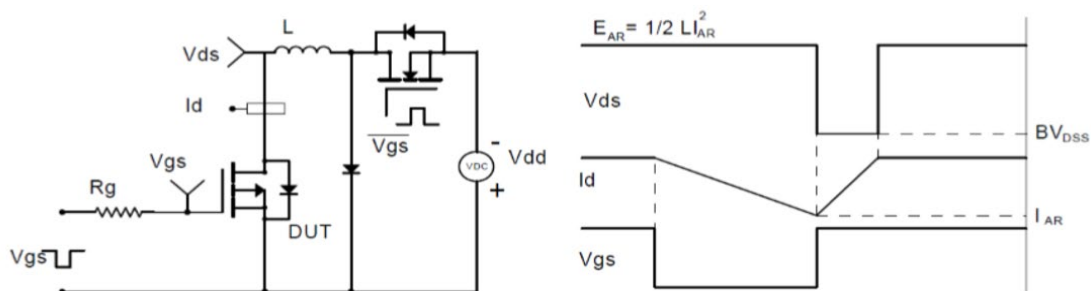 L
Vds
Id
Vgs
Vgs
Rg
DUT
Vgs
VDC
-
+
Vdd
E_AR = 1/2 LI_AR^2
Vds
BV_DSS
Id
I_AR
Vgs